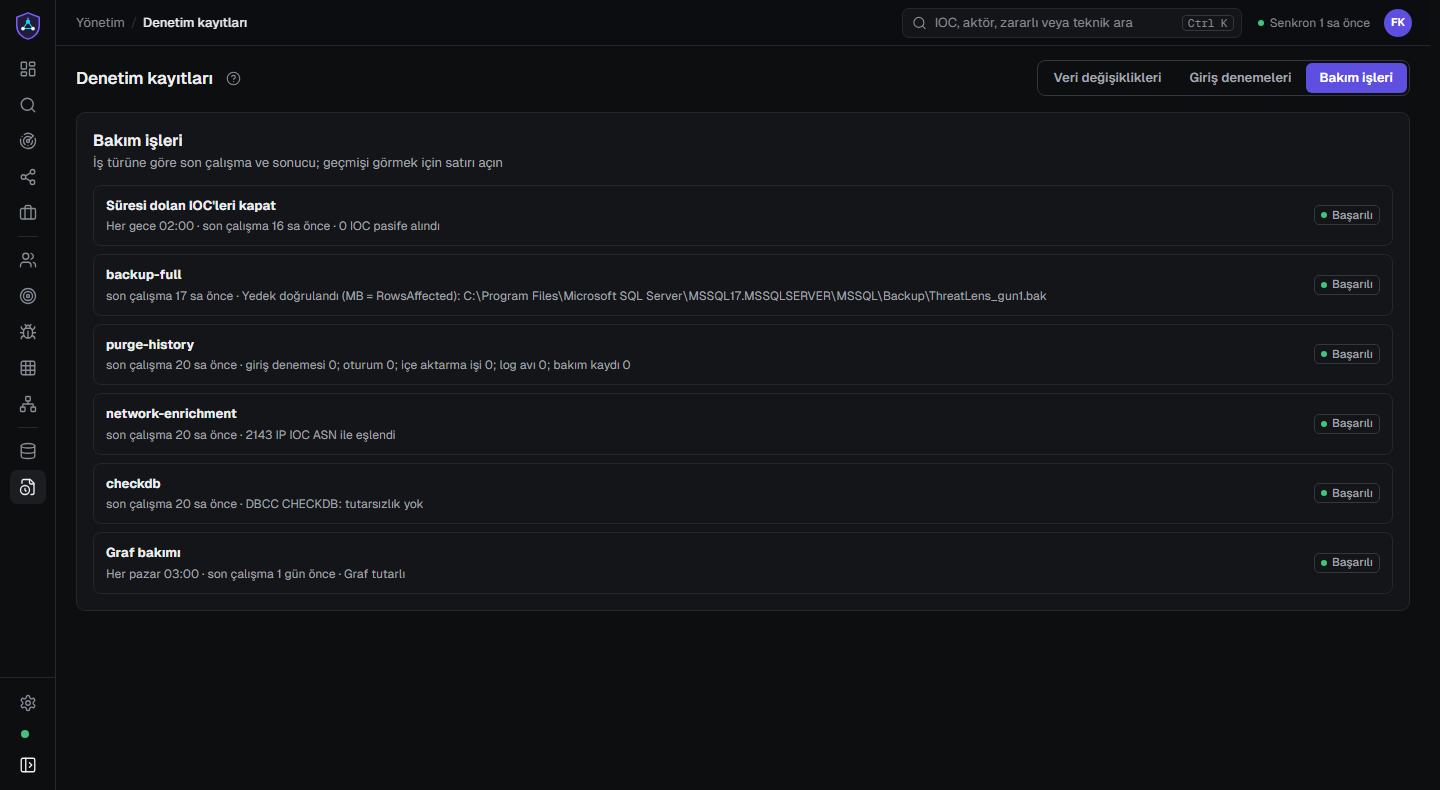 Yönetim / Denetim kayıtları
IOC, aktör, zararlı veya teknik ara
Ctrl K
Senkron 1 sa önce
FK
Denetim kayıtları
Veri değişiklikleri
Giriş denemeleri
Bakım işleri
Bakım işleri
İş türüne göre son çalışma ve sonucu; geçmişi görmek için satırı açın
Süresi dolan IOC'leri kapat
Her gece 02:00 · son çalışma 16 sa önce · 0 IOC pasife alındı
Başarılı
backup-full
son çalışma 17 sa önce · Yedek doğrulandı (MB = RowsAffected): C:\Program Files\Microsoft SQL Server\MSSQL17.MSSQLSERVER\MSSQL\Backup\ThreatLens_gun1.bak
Başarılı
purge-history
son çalışma 20 sa önce · giriş denemesi 0; oturum 0; içe aktarma işi 0; log avı 0; bakım kaydı 0
Başarılı
network-enrichment
son çalışma 20 sa önce · 2143 IP IOC ASN ile eşlendi
Başarılı
checkdb
son çalışma 20 sa önce · DBCC CHECKDB: tutarsızlık yok
Başarılı
Graf bakımı
Her pazar 03:00 · son çalışma 1 gün önce · Graf tutarlı
Başarılı